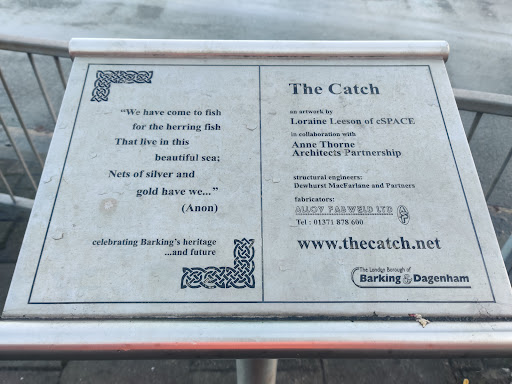 "We have come to fish
for the herring fish
That live in this
beautiful sea;
Nets of silver and
gold have we..."
(Anon)
celebrating Barking's heritage
...and future
The Catch
an artwork by
Loraine Leeson of cSPACE
in collaboration with
Anne Thorne
Architects Partnership
structural engineers:
Dewhurst MacFarlane and Partners
fabricators:
ALLOY FABWELD LTD
Tel : 01371 878 600
www.thecatch.net
The London Borough of
Barking & Dagenham